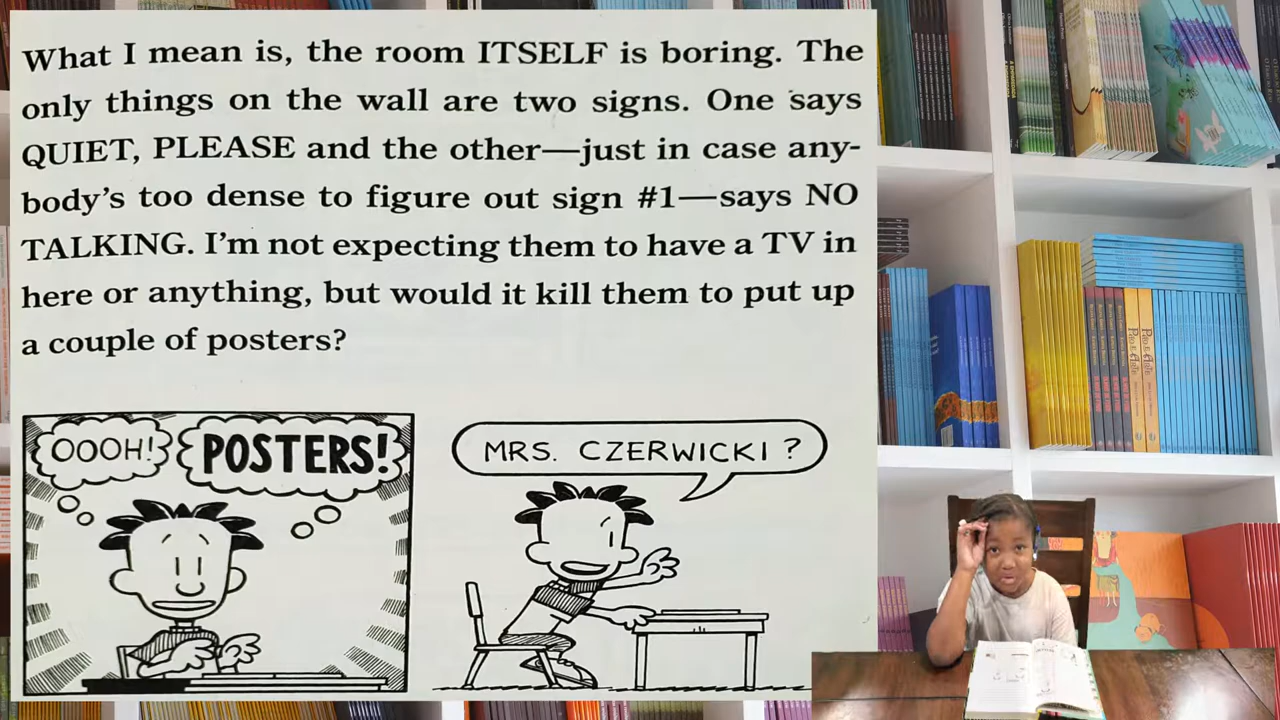 What I mean is, the room ITSELF is boring. The
only things on the wall are two signs. One says
QUIET, PLEASE and the other—just in case any-
body's too dense to figure out sign #1—says NO
TALKING. I'm not expecting them to have a TV in
here or anything, but would it kill them to put up
a couple of posters?
OOOH!
POSTERS!
MRS. CZERWICKI?